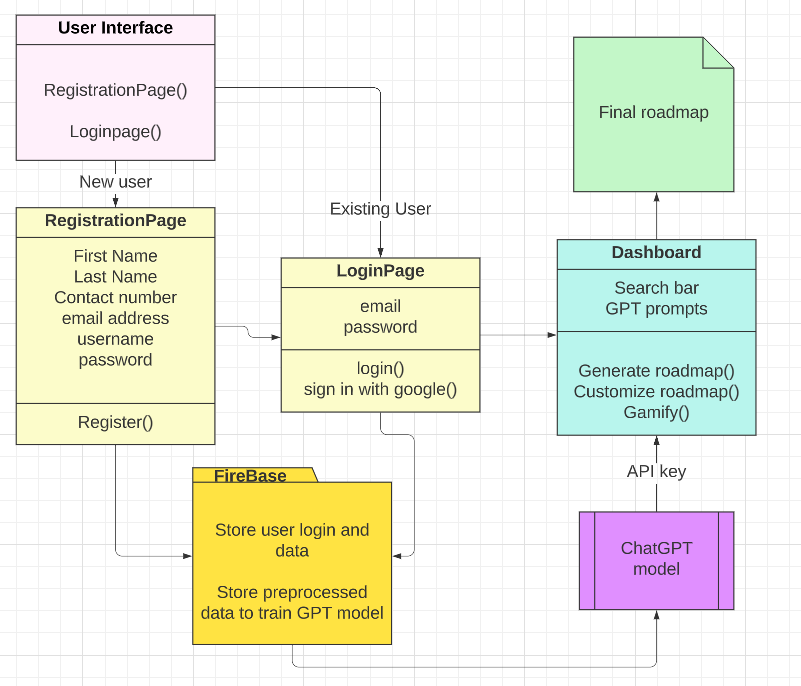 User Interface
RegistrationPage()
Loginpage()
New user
Existing User
RegistrationPage
First Name
Last Name
Contact number
email address
username
password
Register()
LoginPage
email
password
login()
sign in with google()
FireBase
Store user login and
data
Store preprocessed
data to train GPT model
Final roadmap
Dashboard
Search bar
GPT prompts
Generate roadmap()
Customize roadmap()
Gamify()
API key
ChatGPT
model